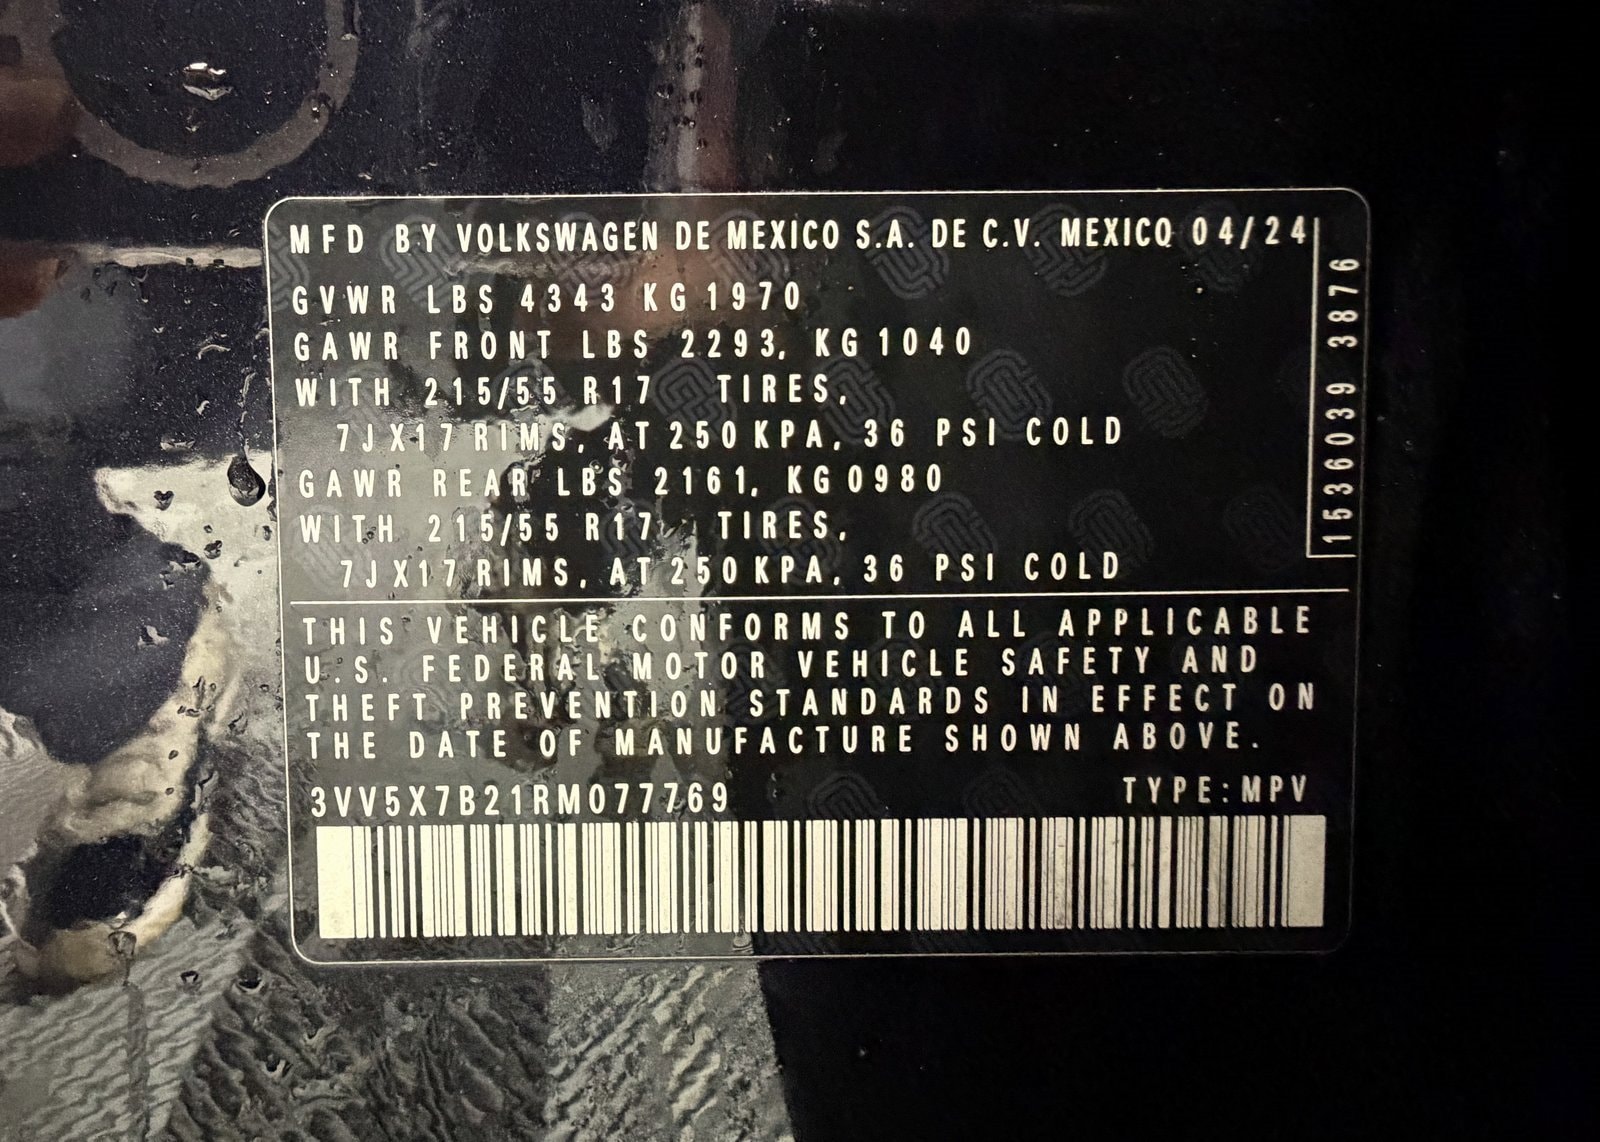 MFD BY VOLKSWAGEN DE MEXICO S.A. DE C.V. MEXICO 04/24
GVWR LBS 4343 KG 1970
GAWR FRONT LBS 2293, KG 1040
WITH 215/55 R17 TIRES,
7J X17 RIMS, AT 250 KPA, 36 PSI COLD
GAWR REAR LBS 2161, KG 0980
WITH 215/55 R17 TIRES,
7J X17 RIMS, AT 250 KPA, 36 PSI COLD
1536039 3876
THIS VEHICLE CONFORMS TO ALL APPLICABLE
U.S. FEDERAL MOTOR VEHICLE SAFETY AND
THEFT PREVENTION STANDARDS IN EFFECT ON
THE DATE OF MANUFACTURE SHOWN ABOVE.
3VV5X7B21RM077769
TYPE:MPV